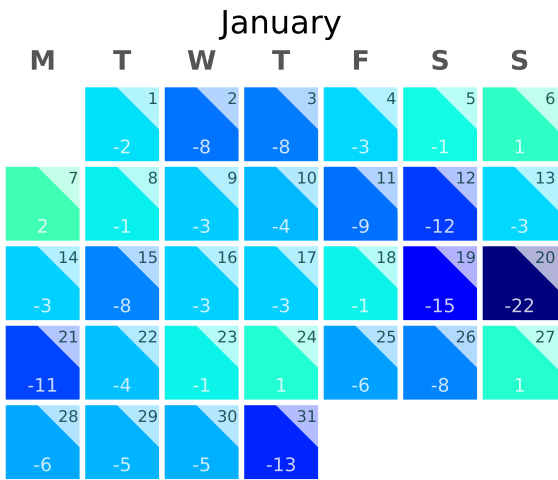 January
M T W T F S S
1 2 3 4 5 6
-2 -8 -8 -3 -1 1
7 8 9 10 11 12 13
2 -1 -3 -4 -9 -12 -3
14 15 16 17 18 19 20
-3 -8 -3 -3 -1 -15 -22
21 22 23 24 25 26 27
-11 -4 -1 1 -6 -8 1
28 29 30 31
-6 -5 -5 -13